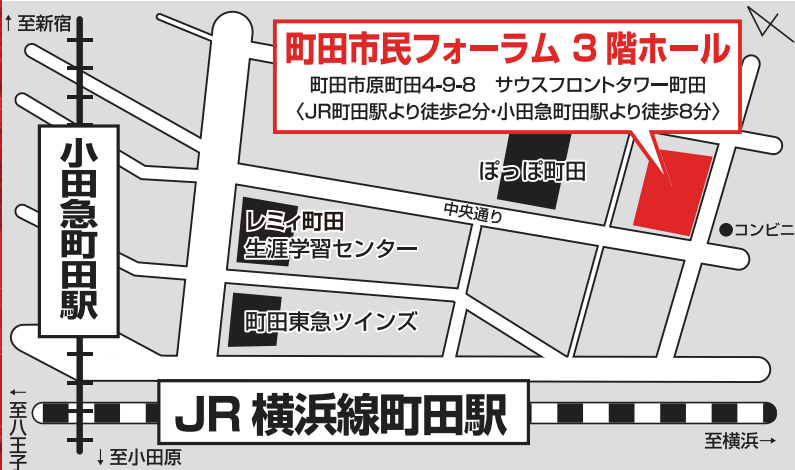 ↑至新宿
町田市民フォーラム 3 階ホール
町田市原町田4-9-8　サウスフロントタワー町田
〈JR町田駅より徒歩2分・小田急町田駅より徒歩8分〉
小田急町田駅
ぽっぽ町田
中央通り
レミィ町田
生涯学習センター
●コンビニ
町田東急ツインズ
JR横浜線町田駅
←至八王子
↓至小田原
至横浜→